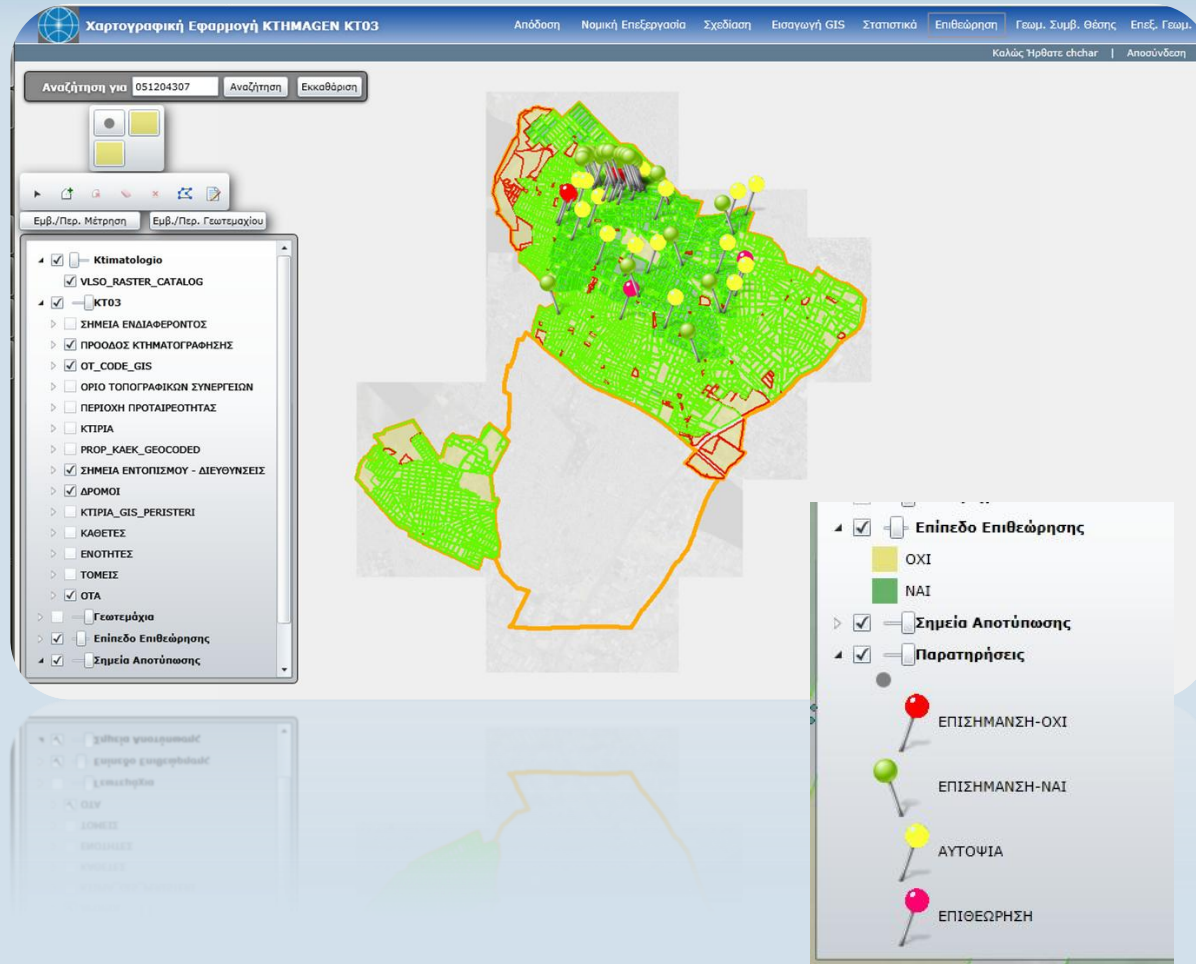 Χαρτογραφική Εφαρμογή KTHMAGEN KT03
Απόδοση Νομική Επεξεργασία Σχεδίαση Εισαγωγή GIS Στατιστικά Επιθεώρηση Γεωμ. Συμβ. Θέσης Επεξ. Γεωμ.
Καλώς Ήρθατε chchar | Αποσύνδεση
Αναζήτηση για 051204307 Αναζήτηση Εκκαθάριση
Εμβ./Περ. Μέτρηση Εμβ./Περ. Γεωτεμαχίου
Ktimatologio
VLSO_RASTER_CATALOG
KT03
ΣΗΜΕΙΑ ΕΝΔΙΑΦΕΡΟΝΤΟΣ
ΠΡΟΟΔΟΣ ΚΤΗΜΑΤΟΓΡΑΦΗΣΗΣ
OT_CODE_GIS
ΟΡΙΟ ΤΟΠΟΓΡΑΦΙΚΩΝ ΣΥΝΕΡΓΕΙΩΝ
ΠΕΡΙΟΧΗ ΠΡΟΤΑΙΡΕΟΤΗΤΑΣ
ΚΤΙΡΙΑ
PROP_KAEK_GEOCODED
ΣΗΜΕΙΑ ΕΝΤΟΠΙΣΜΟΥ - ΔΙΕΥΘΥΝΣΕΙΣ
ΔΡΟΜΟΙ
ΚΤΙΡΙΑ_GIS_PERISTERI
ΚΑΘΕΤΕΣ
ΕΝΟΤΗΤΕΣ
ΤΟΜΕΙΣ
ΟΤΑ
Γεωτεμάχια
Επίπεδο Επιθεώρησης
Σημεία Αποτύπωσης
Επίπεδο Επιθεώρησης
ΟΧΙ
ΝΑΙ
Σημεία Αποτύπωσης
Παρατηρήσεις
ΕΠΙΣΗΜΑΝΣΗ-ΟΧΙ
ΕΠΙΣΗΜΑΝΣΗ-ΝΑΙ
ΑΥΤΟΨΙΑ
ΕΠΙΘΕΩΡΗΣΗ